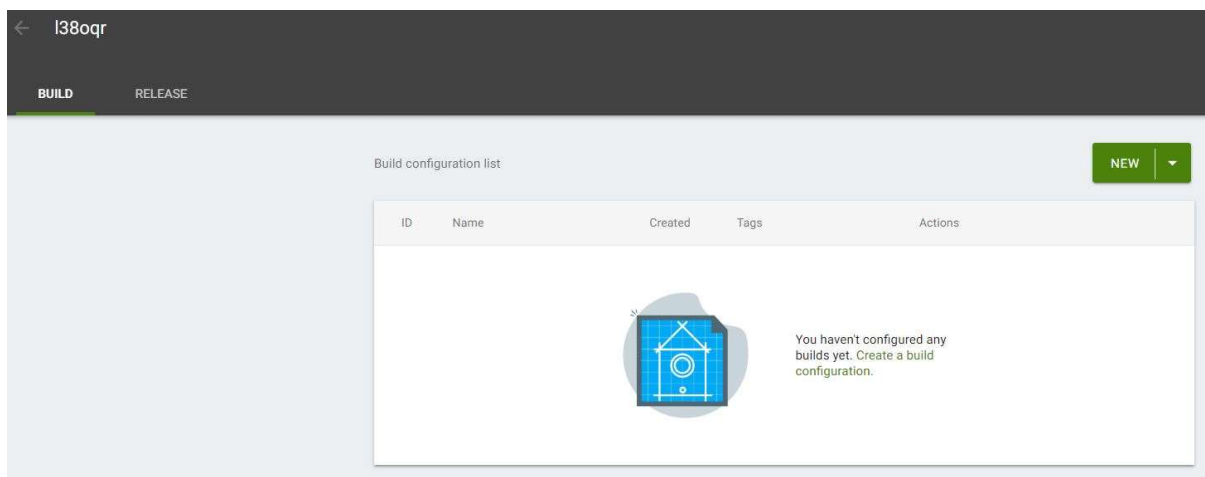 l38oqr
BUILD RELEASE
Build configuration list
NEW
ID Name Created Tags Actions
You haven't configured any
builds yet. Create a build
configuration.